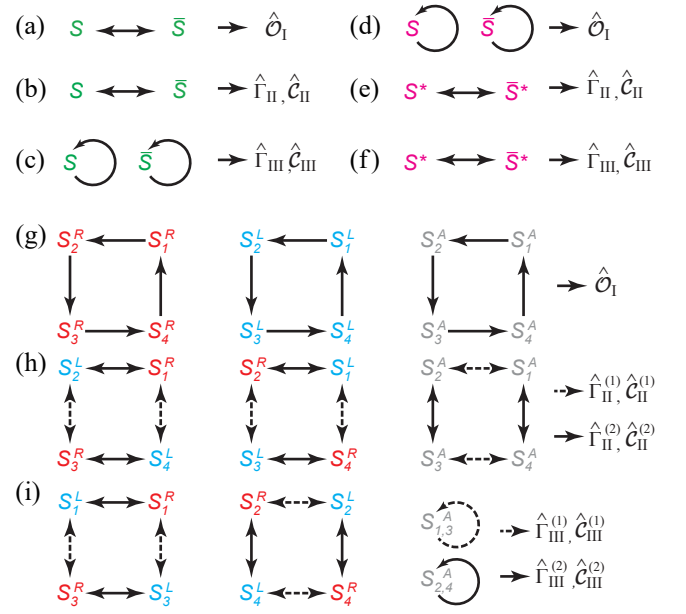 (a) S S̅ Ô_I
(d) S S̅ Ô_I
(b) S S̅ Γ̂_II, Ĉ_II
(e) S* S̅* Γ̂_II, Ĉ_II
(c) S S̅ Γ̂_III, Ĉ_III
(f) S* S̅* Γ̂_III, Ĉ_III
(g) S_2^R S_1^R S_2^L S_1^L S_2^A S_1^A
Ô_I
S_3^R S_4^R S_3^L S_4^L S_3^A S_4^A
(h) S_2^L S_1^R S_2^R S_1^L S_2^A S_1^A
Γ̂_II^(1), Ĉ_II^(1)
Γ̂_II^(2), Ĉ_II^(2)
S_3^R S_4^L S_3^L S_4^R S_3^A S_4^A
(i) S_1^L S_1^R S_2^R S_2^L
S_1,3^A Γ̂_III^(1), Ĉ_III^(1)
S_2,4^A Γ̂_III^(2), Ĉ_III^(2)
S_3^R S_3^L S_4^L S_4^R